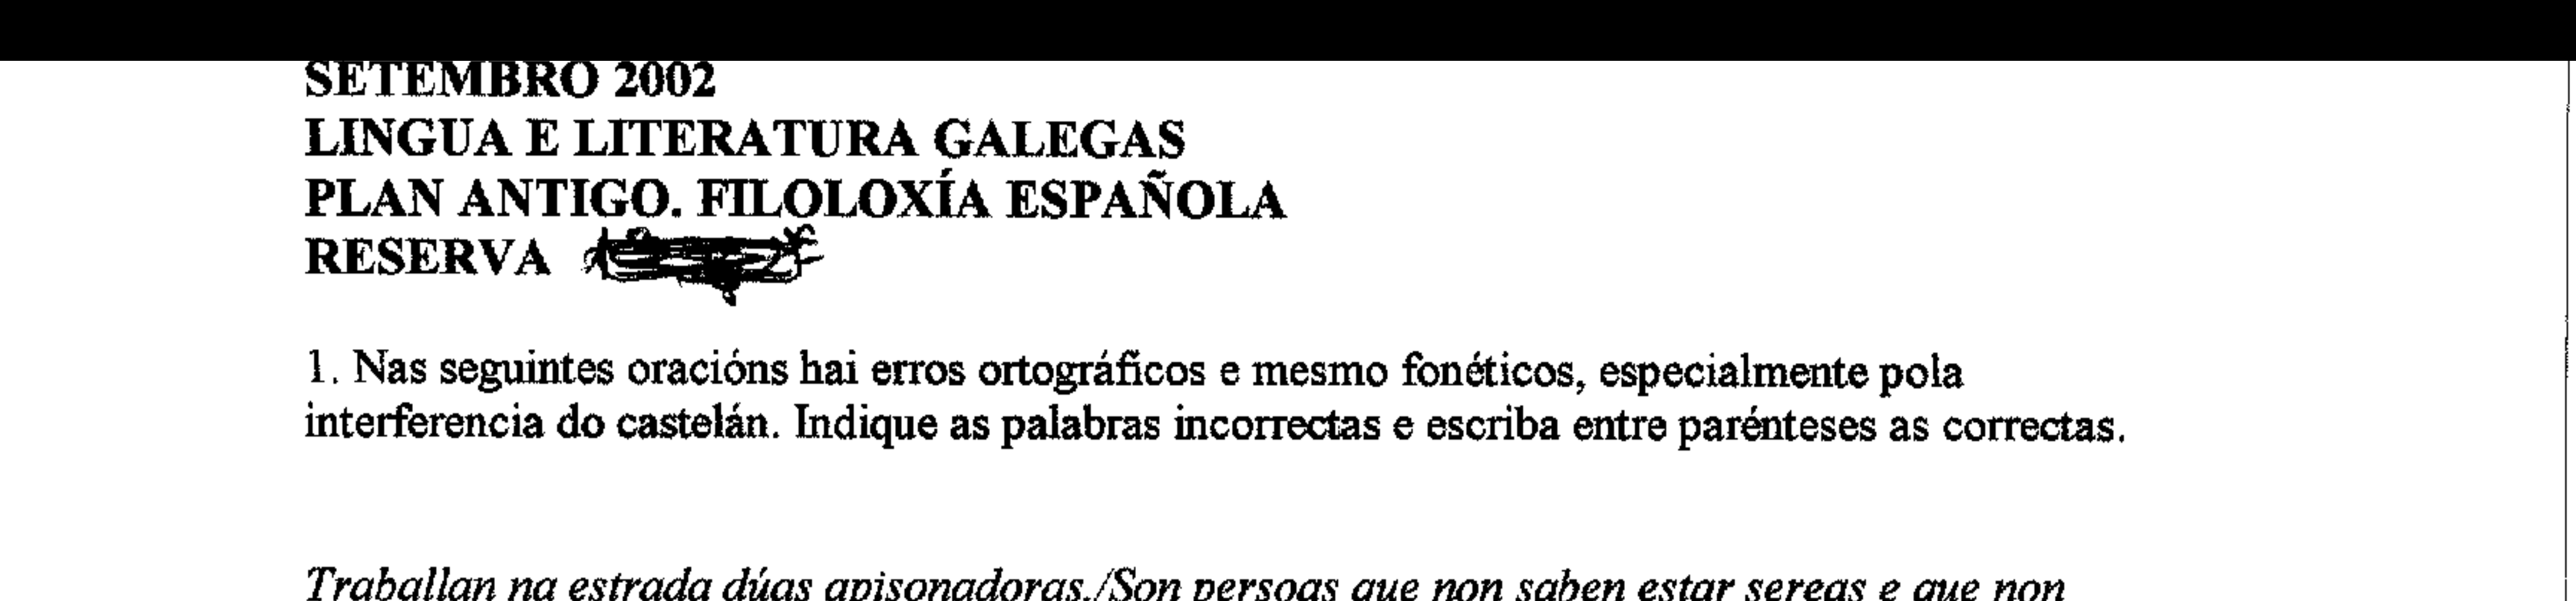 SETEMBRO 2002
LINGUA E LITERATURA GALEGAS
PLAN ANTIGO. FILOLOXÍA ESPAÑOLA
RESERVA
1. Nas seguintes oracións hai erros ortográficos e mesmo fonéticos, especialmente pola
interferencia do castelán. Indique as palabras incorrectas e escriba entre parénteses as correctas.
Traballan na estrada dúas apisonadoras./Son persoas que non saben estar sereas e que non